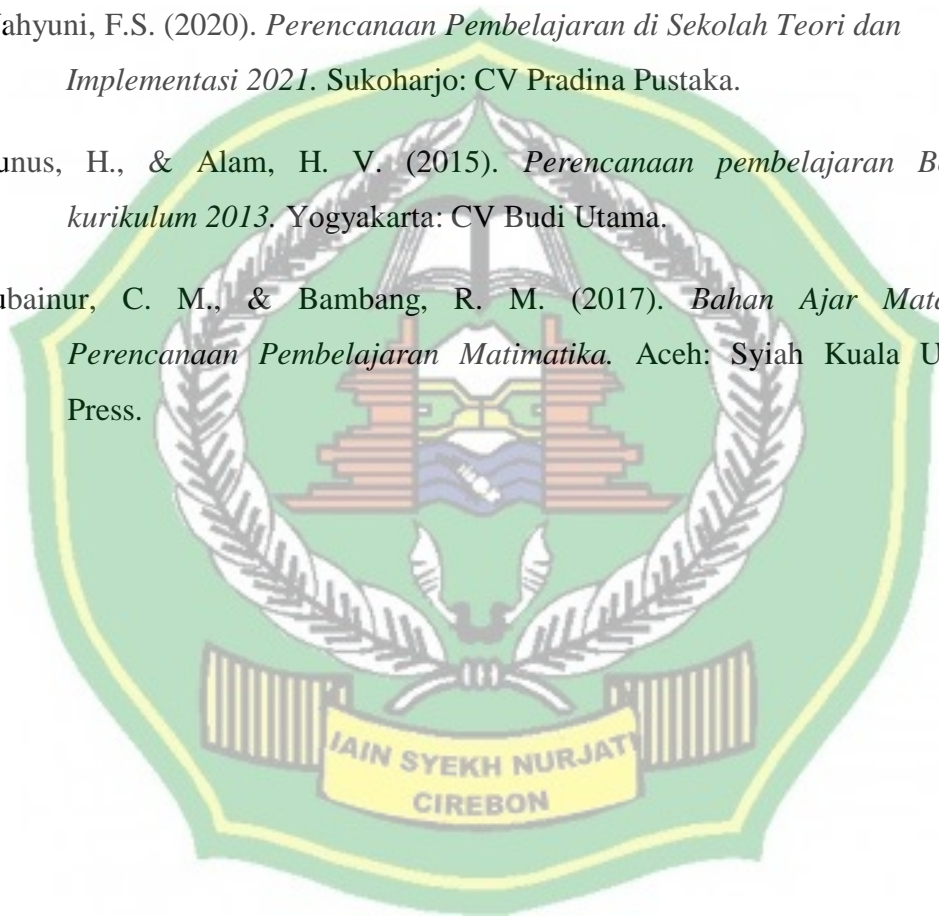 ahyuni, F.S. (2020). Perencanaan Pembelajaran di Sekolah Teori dan
Implementasi 2021. Sukoharjo: CV Pradina Pustaka.
unus, H., & Alam, H. V. (2015). Perencanaan pembelajaran
kurikulum 2013. Yogyakarta: CV Budi Utama.
ubainur, C. M., & Bambang, R. M. (2017). Bahan Ajar
Perencanaan Pembelajaran Matimatika. Aceh: Syiah Kuala
Press.
IAIN SYEKH NURJATI
CIREBON